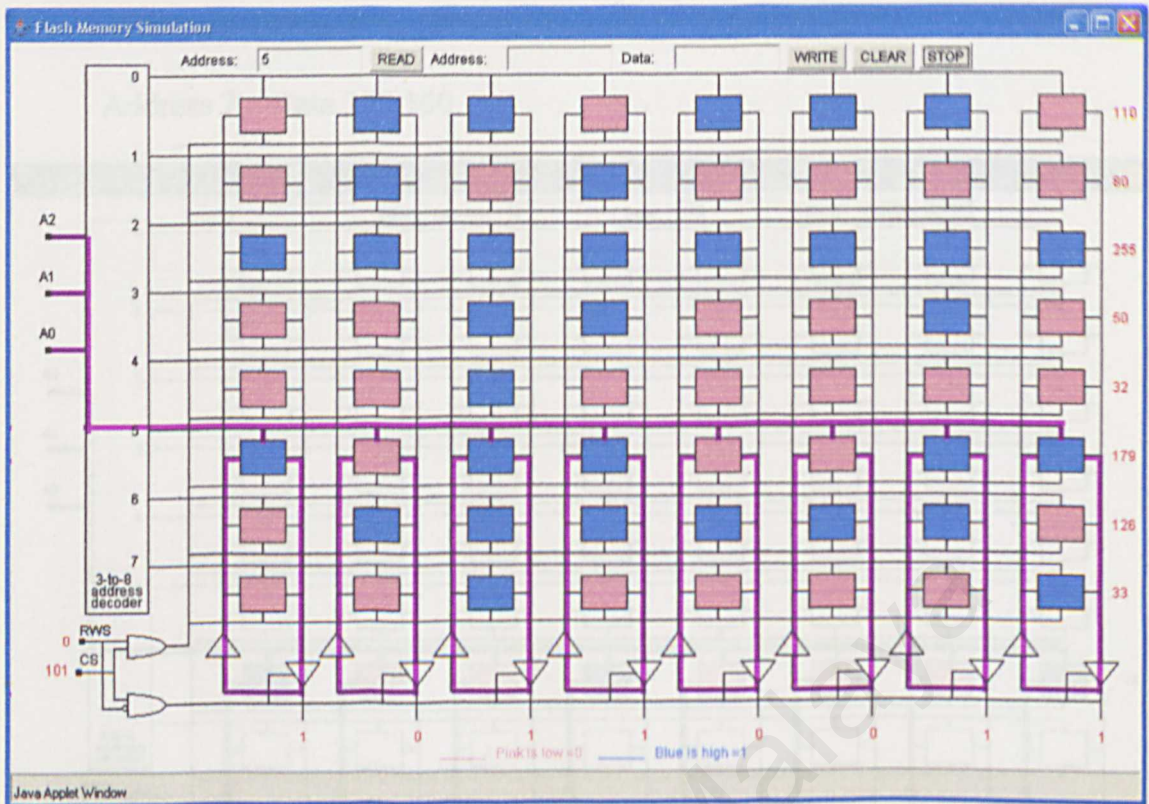 Flash Memory Simulation
Address: 5 READ Address: Data: WRITE CLEAR STOP
0
110
1
80
A2
2
255
A1
3
50
A0
4
32
5
179
6
126
7
3-to-8
address
decoder
33
RWS
0
CS
101
1 0 1 1 0 0 1 1
Pink is low =0 Blue is high =1
Java Applet Window
Malaya